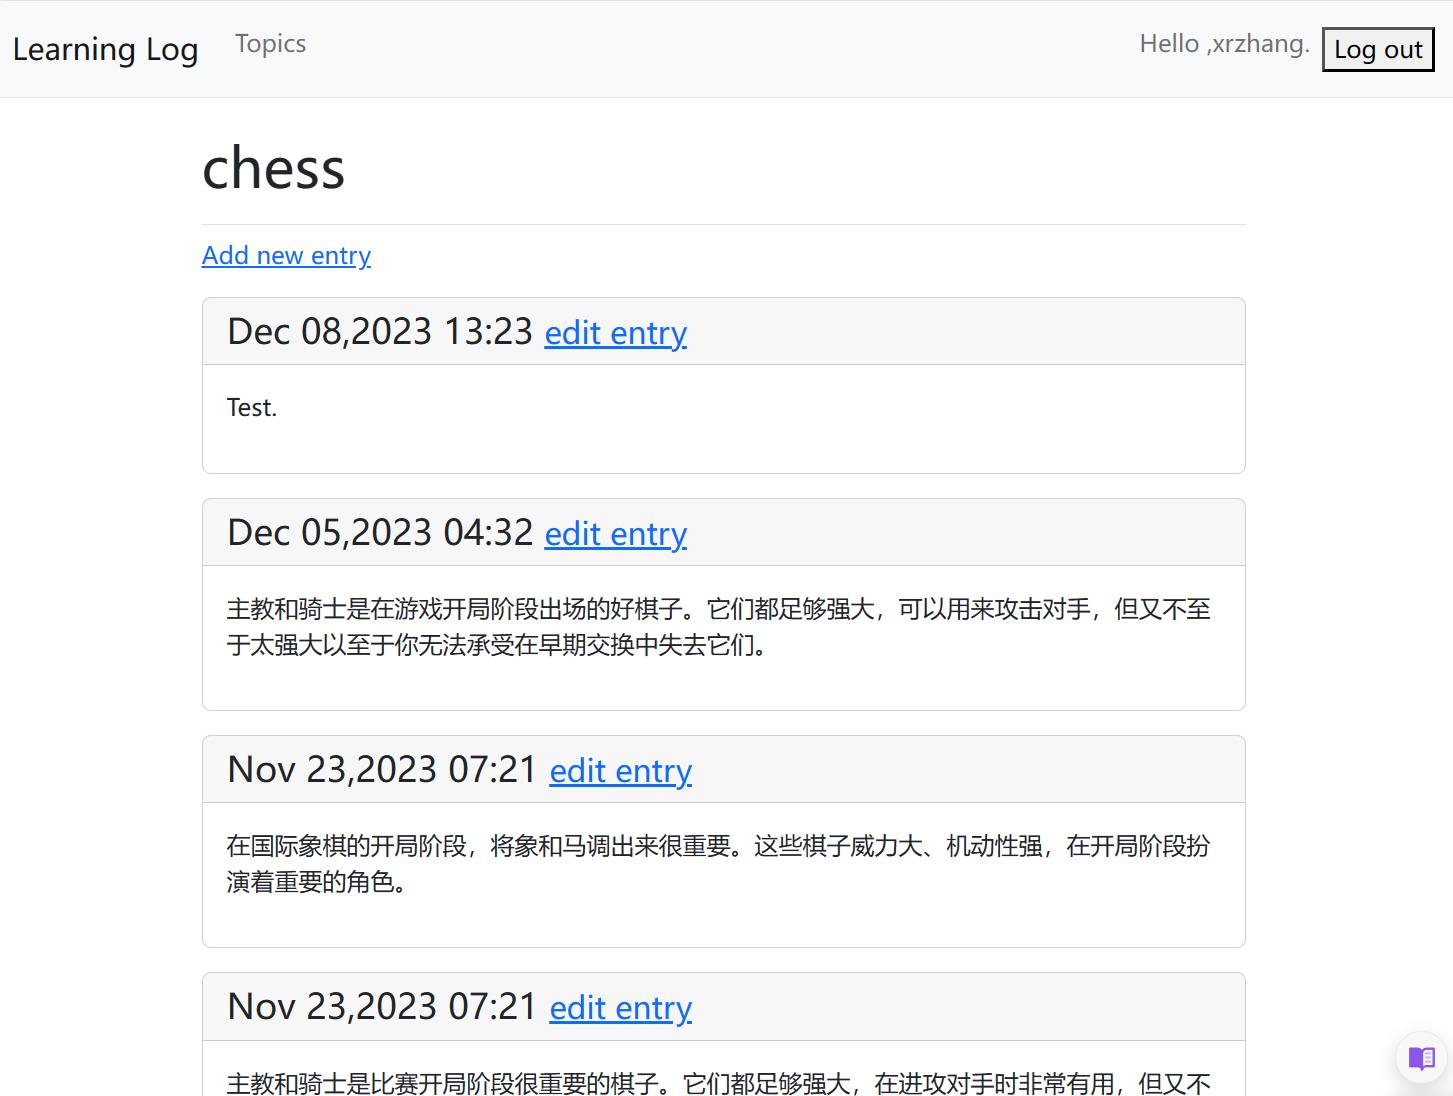 Learning Log Topics Hello ,xrzhang. Log out
chess
Add new entry
Dec 08,2023 13:23 edit entry
Test.
Dec 05,2023 04:32 edit entry
主教和骑士是在游戏开局阶段出场的好棋子。它们都足够强大，可以用来攻击对手，但又不至
于太强大以至于你无法承受在早期交换中失去它们。
Nov 23,2023 07:21 edit entry
在国际象棋的开局阶段，将象和马调出来很重要。这些棋子威力大、机动性强，在开局阶段扮
演着重要的角色。
Nov 23,2023 07:21 edit entry
主教和骑士是比赛开局阶段很重要的棋子。它们都足够强大，在进攻对手时非常有用，但又不